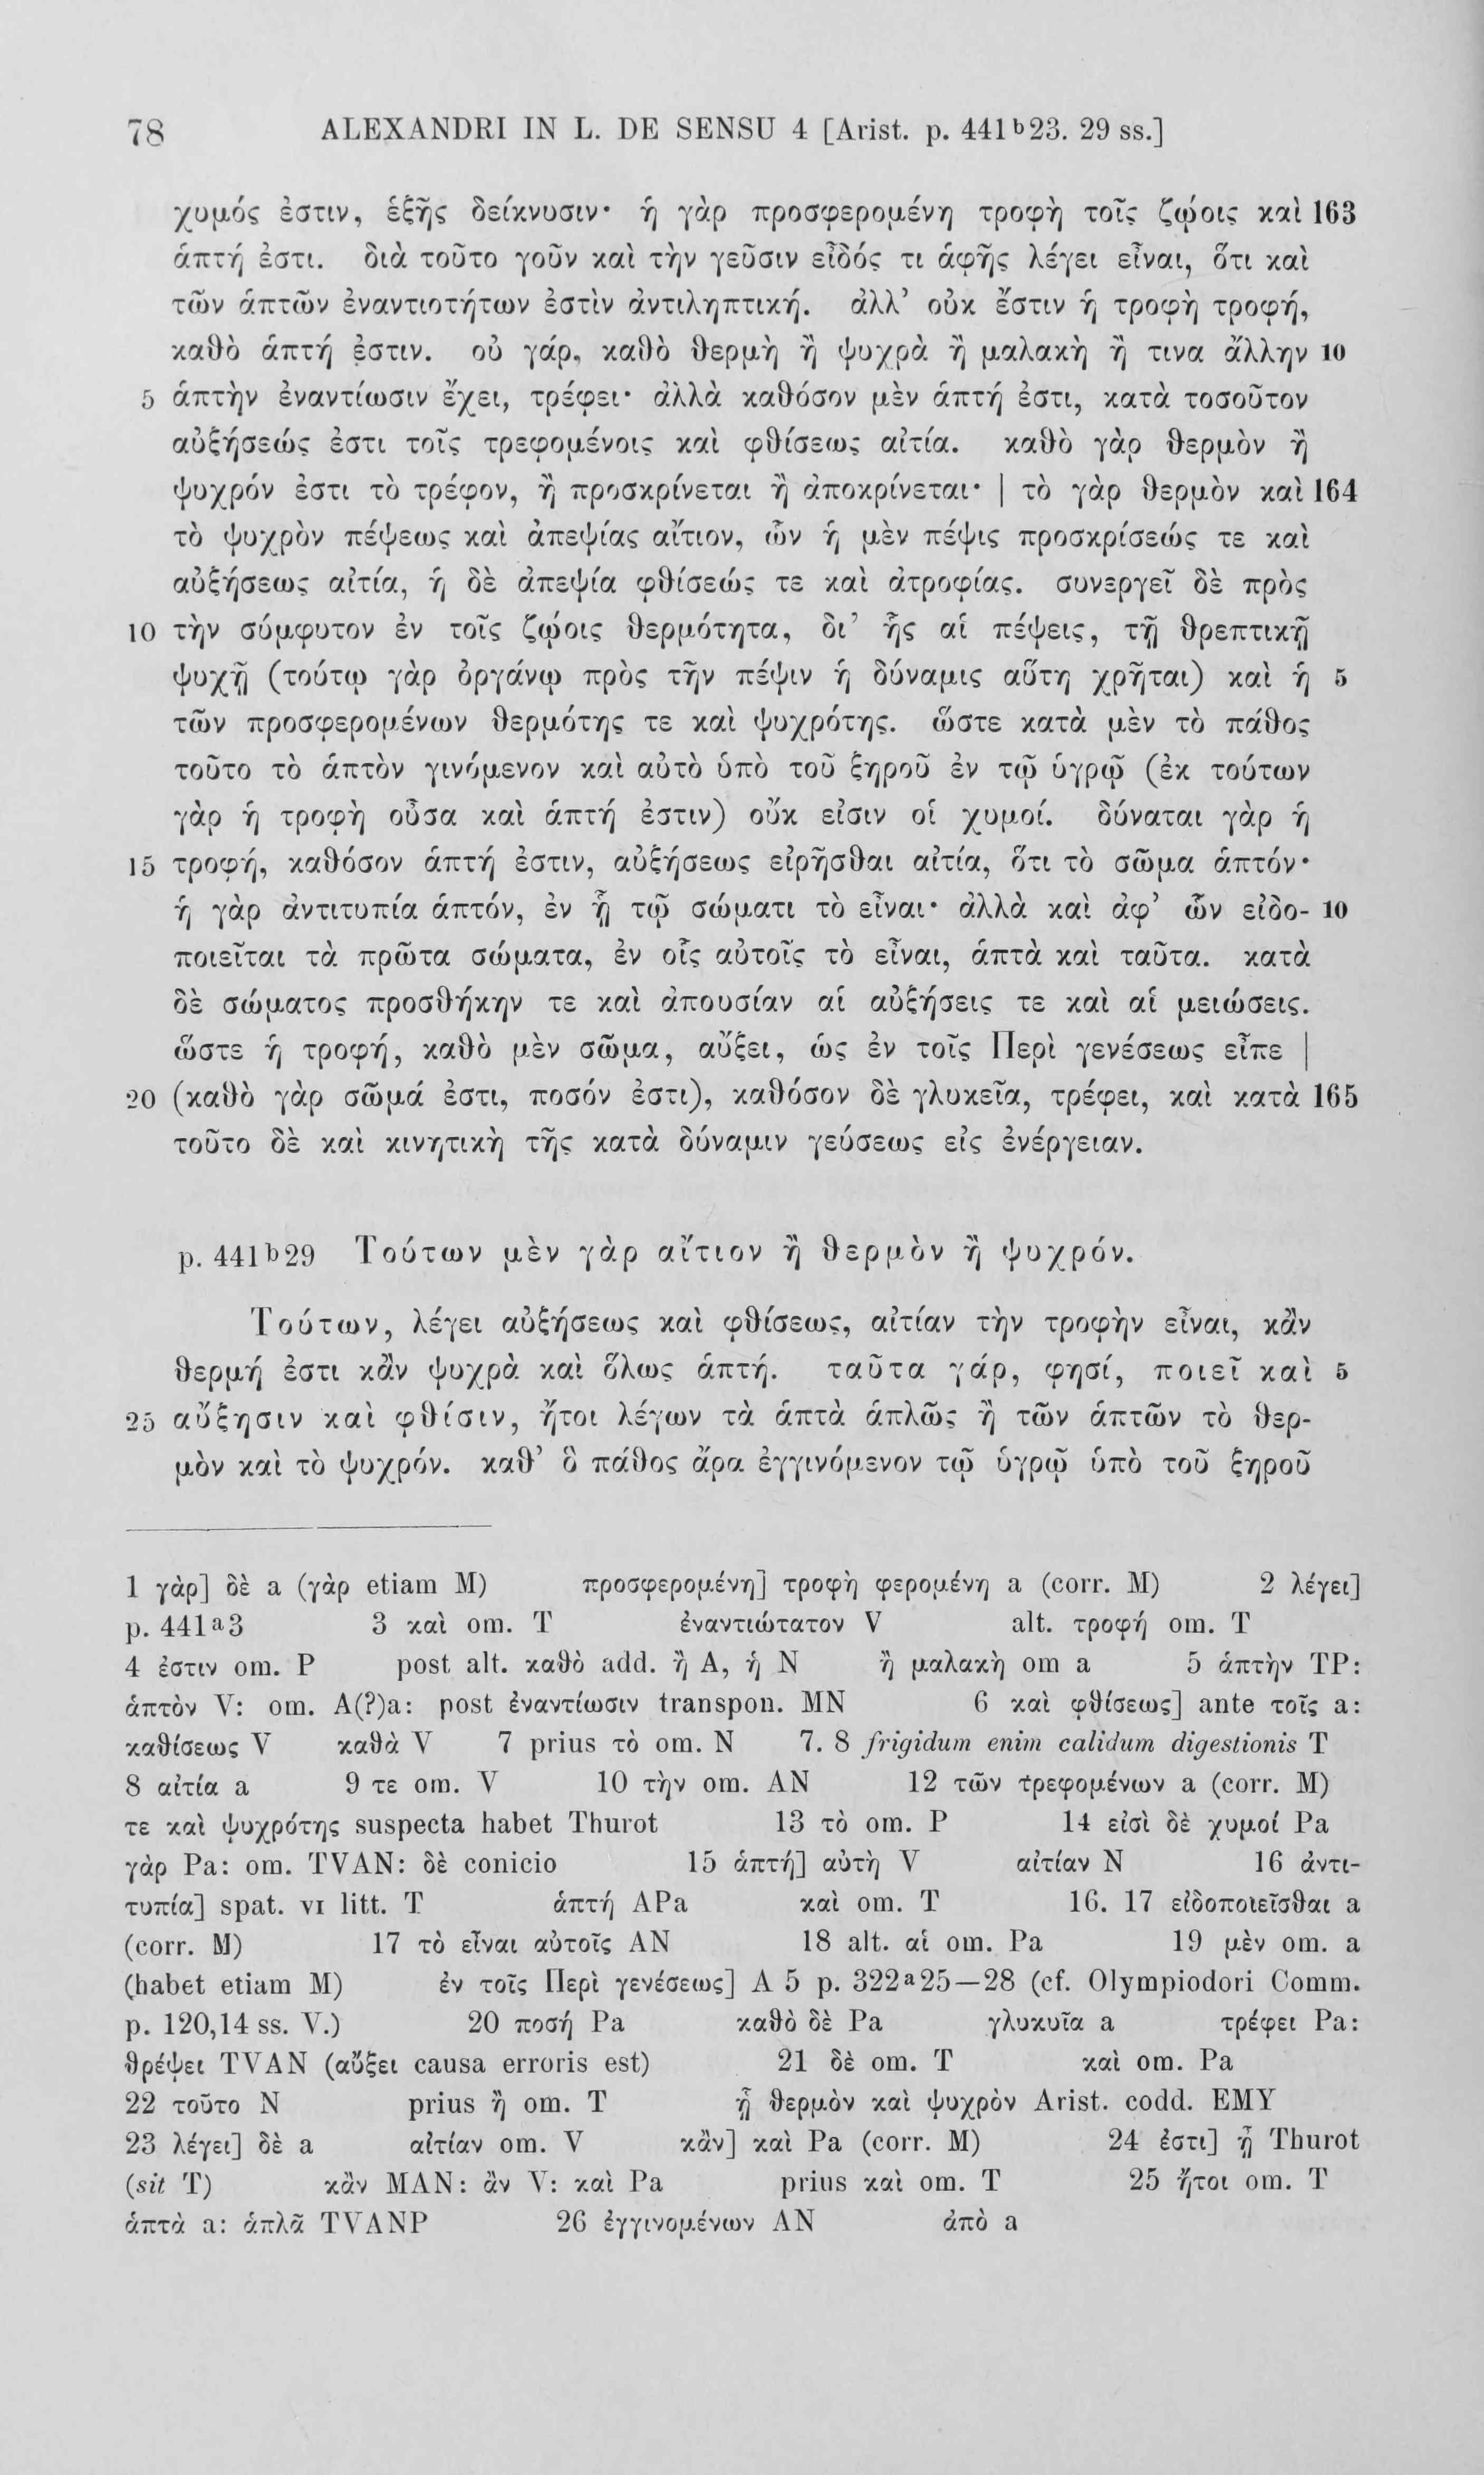 78 ALEXANDRI IN L. DE SENSU 4 [Arist. p. 441b23. 29 ss.]
χυμός ἐστιν, ἑξῆς δείκνυσιν· ἡ γὰρ προσφερομένη τροφὴ τοῖς ζῴοις καὶ 163
ἁπτή ἐστι. διὰ τοῦτο γοῦν καὶ τὴν γεῦσιν εἶδός τι ἁφῆς λέγει εἶναι, ὅτι καὶ
τῶν ἁπτῶν ἐναντιοτήτων ἐστὶν ἀντιληπτική. ἀλλ’ οὐκ ἔστιν ἡ τροφὴ τροφή,
καθὸ ἁπτή ἐστιν. οὐ γάρ, καθὸ θερμὴ ἢ ψυχρὰ ἢ μαλακὴ ἤ τινα ἄλλην 10
5 ἁπτὴν ἐναντίωσιν ἔχει, τρέφει· ἀλλὰ καθόσον μὲν ἁπτή ἐστι, κατὰ τοσοῦτον
αὐξήσεώς ἐστι τοῖς τρεφομένοις καὶ φθίσεως αἰτία. καθὸ γὰρ θερμὸν ἢ
ψυχρόν ἐστι τὸ τρέφον, ἢ προσκρίνεται ἢ ἀποκρίνεται· | τὸ γὰρ θερμὸν καὶ 164
τὸ ψυχρὸν πέψεως καὶ ἀπεψίας αἴτιον, ὧν ἡ μὲν πέψις προσκρίσεώς τε καὶ
αὐξήσεως αἰτία, ἡ δὲ ἀπεψία φθίσεώς τε καὶ ἀτροφίας. συνεργεῖ δὲ πρὸς
10 τὴν σύμφυτον ἐν τοῖς ζῴοις θερμότητα, δι’ ἧς αἱ πέψεις, τῇ θρεπτικῇ
ψυχῇ (τούτῳ γὰρ ὀργάνῳ πρὸς τὴν πέψιν ἡ δύναμις αὕτη χρῆται) καὶ ἡ 5
τῶν προσφερομένων θερμότης τε καὶ ψυχρότης. ὥστε κατὰ μὲν τὸ πάθος
τοῦτο τὸ ἁπτὸν γινόμενον καὶ αὐτὸ ὑπὸ τοῦ ξηροῦ ἐν τῷ ὑγρῷ (ἐκ τούτων
γὰρ ἡ τροφὴ οὖσα καὶ ἁπτή ἐστιν) οὔκ εἰσιν οἱ χυμοί. δύναται γὰρ ἡ
15 τροφή, καθόσον ἁπτή ἐστιν, αὐξήσεως εἰρῆσθαι αἰτία, ὅτι τὸ σῶμα ἁπτόν·
ἡ γὰρ ἀντιτυπία ἁπτόν, ἐν ᾗ τῷ σώματι τὸ εἶναι· ἀλλὰ καὶ ἀφ’ ὧν εἰδο- 10
ποιεῖται τὰ πρῶτα σώματα, ἐν οἷς αὐτοῖς τὸ εἶναι, ἁπτὰ καὶ ταῦτα. κατὰ
δὲ σώματος προσθήκην τε καὶ ἀπουσίαν αἱ αὐξήσεις τε καὶ αἱ μειώσεις.
ὥστε ἡ τροφή, καθὸ μὲν σῶμα, αὔξει, ὡς ἐν τοῖς Περὶ γενέσεως εἶπε |
20 (καθὸ γὰρ σῶμά ἐστι, ποσόν ἐστι), καθόσον δὲ γλυκεῖα, τρέφει, καὶ κατὰ 165
τοῦτο δὲ καὶ κινητικὴ τῆς κατὰ δύναμιν γεύσεως εἰς ἐνέργειαν.
p. 441b29 Τούτων μὲν γὰρ αἴτιον ἢ θερμὸν ἢ ψυχρόν.
Τούτων, λέγει αὐξήσεως καὶ φθίσεως, αἰτίαν τὴν τροφὴν εἶναι, κἂν
θερμή ἐστι κἂν ψυχρὰ καὶ ὅλως ἁπτή. ταῦτα γάρ, φησί, ποιεῖ καὶ 5
25 αὔξησιν καὶ φθίσιν, ἤτοι λέγων τὰ ἁπτὰ ἁπλῶς ἢ τῶν ἁπτῶν τὸ θερ-
μὸν καὶ τὸ ψυχρόν. καθ’ ὃ πάθος ἄρα ἐγγινόμενον τῷ ὑγρῷ ὑπὸ τοῦ ξηροῦ
1 γὰρ] δὲ a (γὰρ etiam M) προσφερομένη] τροφὴ φερομένη a (corr. M) 2 λέγει]
p. 441a3 3 καὶ om. T ἐναντιώτατον V alt. τροφή om. T
4 ἐστιν om. P post alt. καθὸ add. ἢ A, ἡ N ἢ μαλακὴ om a 5 ἁπτὴν TP:
ἁπτὸν V: om. A(?)a: post ἐναντίωσιν transpon. MN 6 καὶ φθίσεως] ante τοῖς a:
καθίσεως V καθὰ V 7 prius τὸ om. N 7. 8 frigidum enim calidum digestionis T
8 αἰτία a 9 τε om. V 10 τὴν om. AN 12 τῶν τρεφομένων a (corr. M)
τε καὶ ψυχρότης suspecta habet Thurot 13 τὸ om. P 14 εἰσὶ δὲ χυμοί Pa
γὰρ Pa: om. TVAN: δὲ conicio 15 ἁπτή] αὐτὴ V αἰτίαν N 16 ἀντι-
τυπία] spat. VI litt. T ἁπτή APa καὶ om. T 16. 17 εἰδοποιεῖσθαι a
(corr. M) 17 τὸ εἶναι αὐτοῖς AN 18 alt. αἱ om. Pa 19 μὲν om. a
(habet etiam M) ἐν τοῖς Περὶ γενέσεως] A 5 p. 322a25—28 (cf. Olympiodori Comm.
p. 120,14 ss. V.) 20 ποσή Pa καθὸ δὲ Pa γλυκυῖα a τρέφει Pa:
θρέψει TVAN (αὔξει causa erroris est) 21 δὲ om. T καὶ om. Pa
22 τοῦτο N prius ἢ om. T ᾗ θερμὸν καὶ ψυχρὸν Arist. codd. EMY
23 λέγει] δὲ a αἰτίαν om. V κἂν] καὶ Pa (corr. M) 24 ἐστι] ᾖ Thurot
(sit T) κἂν MAN: ἂν V: καὶ Pa prius καὶ om. T 25 ἤτοι om. T
ἁπτὰ a: ἁπλᾶ TVANP 26 ἐγγινομένων AN ἀπὸ a